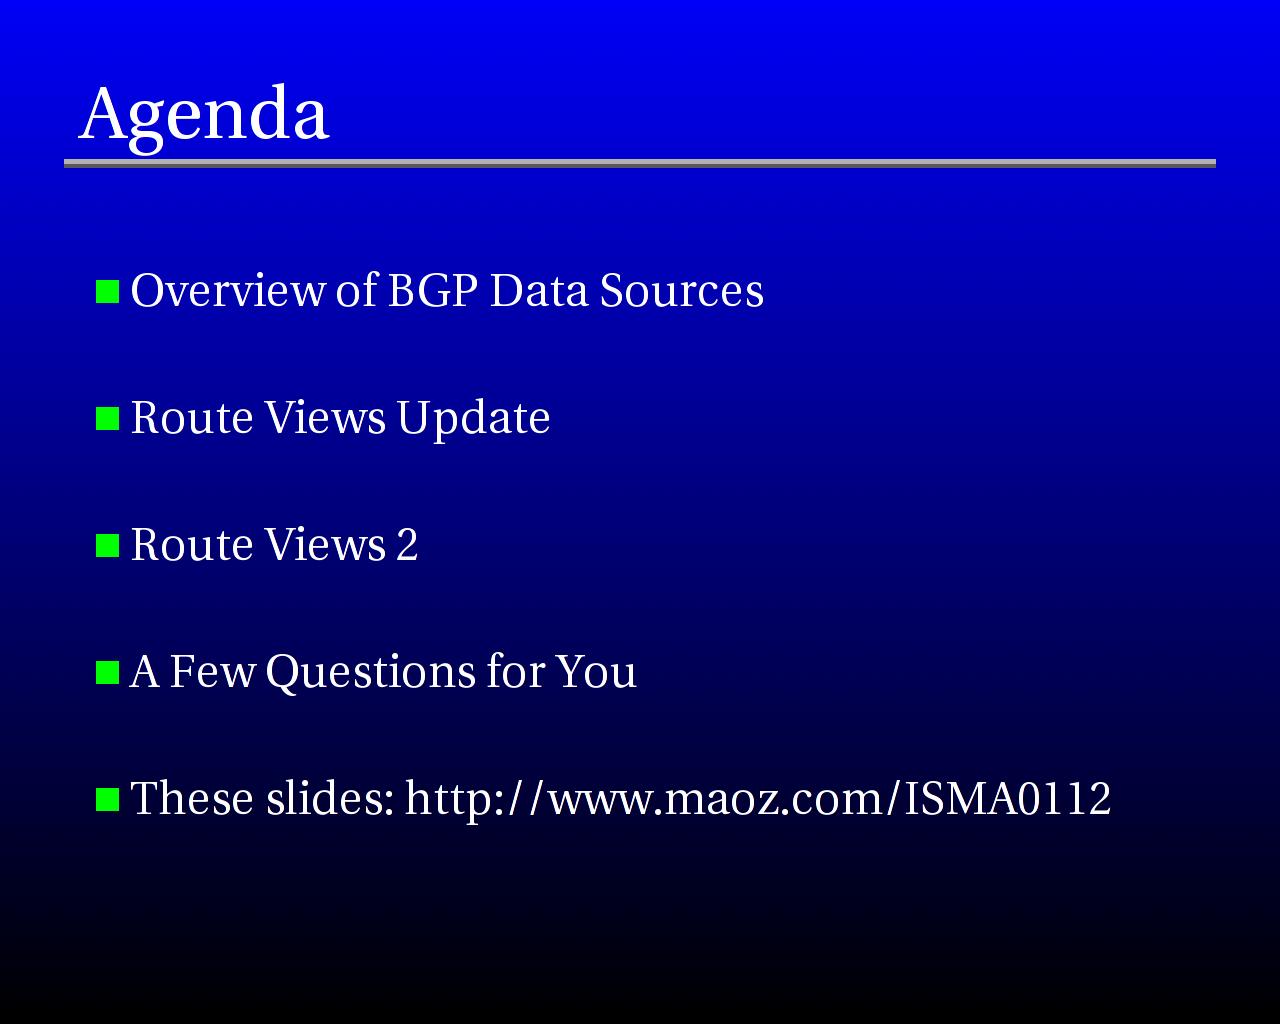 Agenda
Overview of BGP Data Sources
Route Views Update
Route Views 2
A Few Questions for You
These slides: http://www.maoz.com/ISMA0112